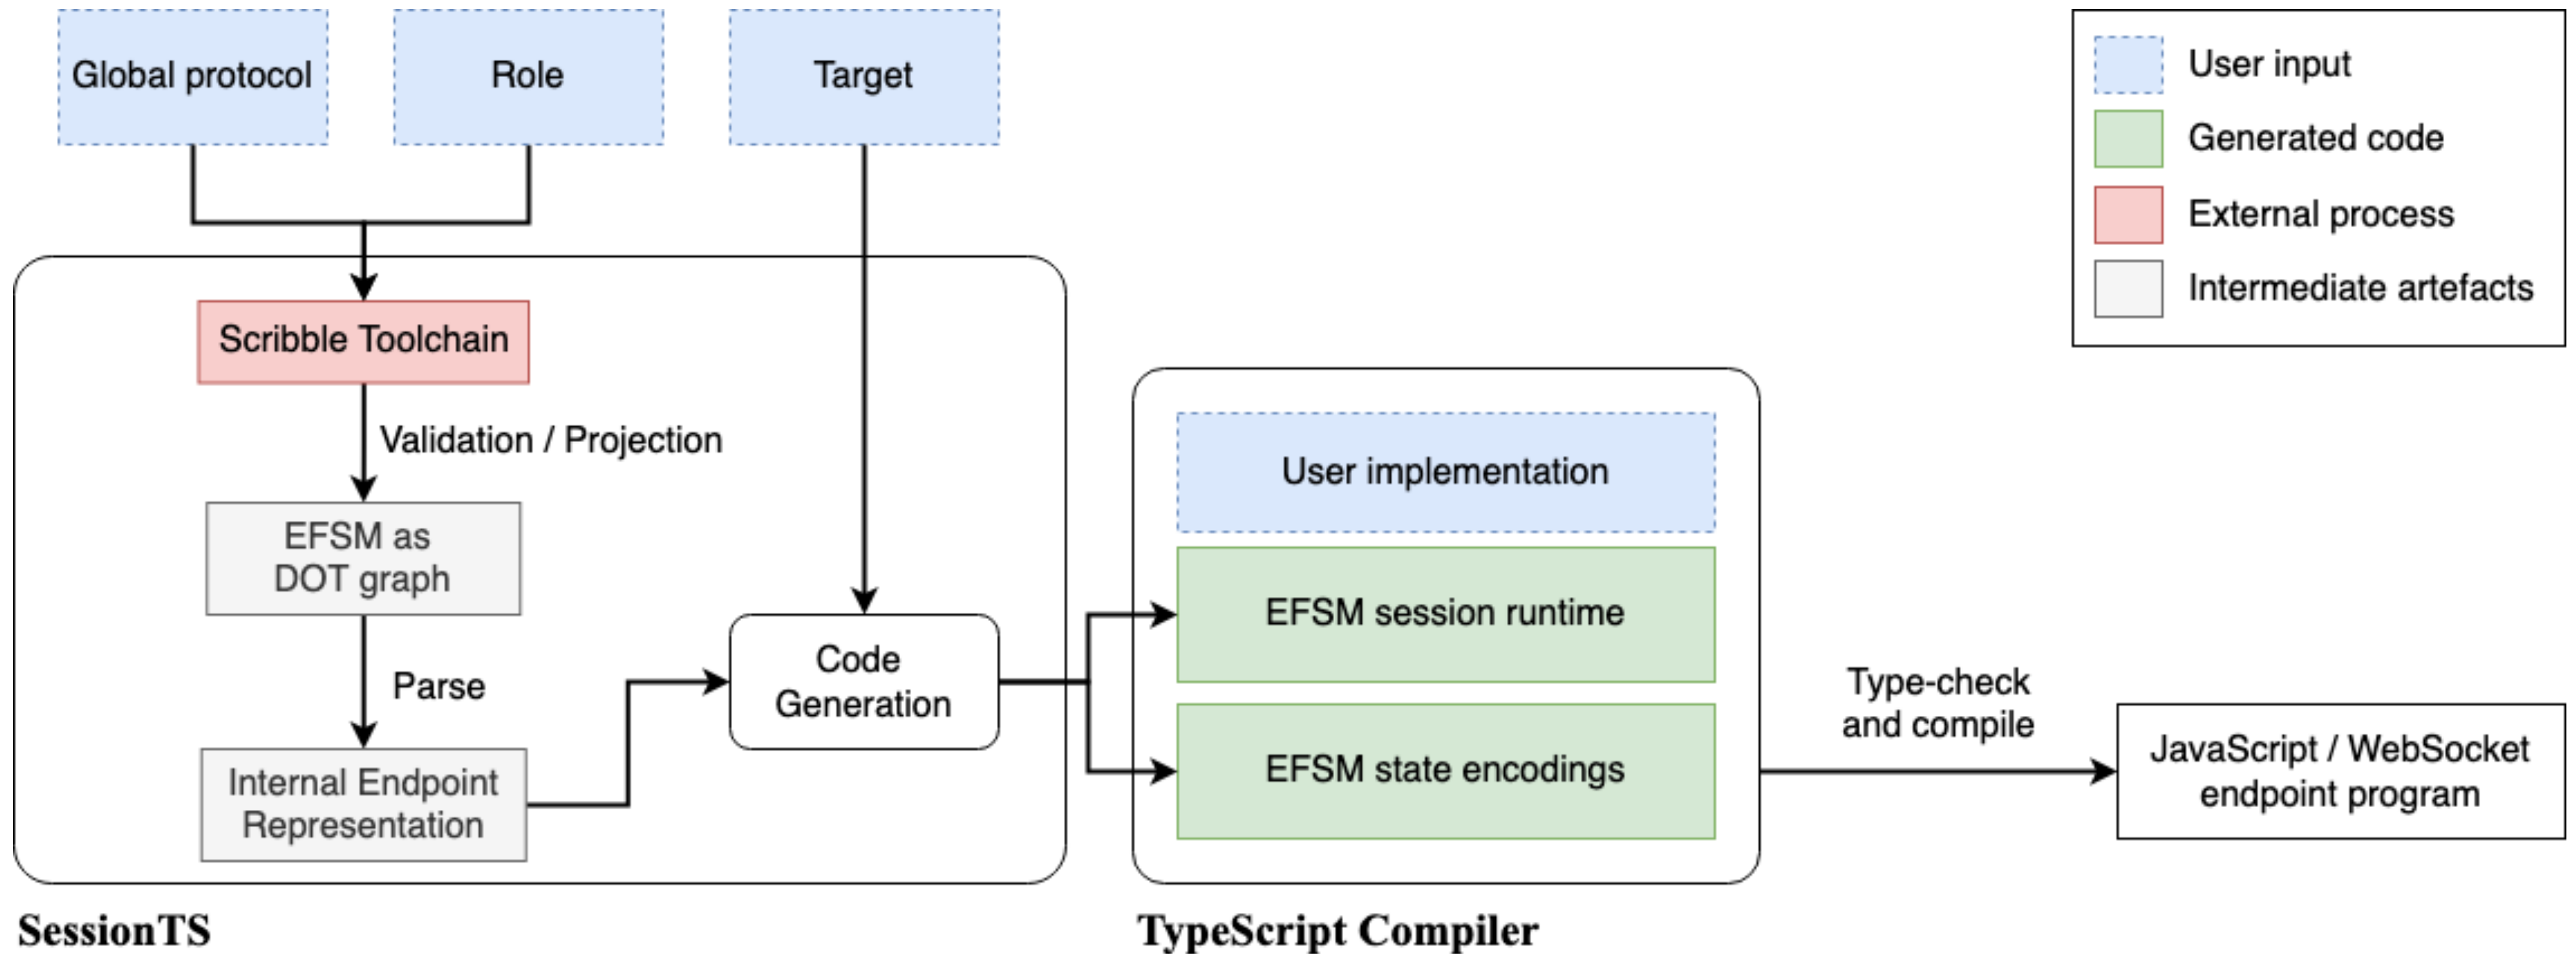 Global protocol
Role
Target
User input
Generated code
External process
Intermediate artefacts
Scribble Toolchain
Validation / Projection
EFSM as
DOT graph
Parse
Internal Endpoint
Representation
Code
Generation
User implementation
EFSM session runtime
EFSM state encodings
Type-check
and compile
JavaScript / WebSocket
endpoint program
SessionTS
TypeScript Compiler